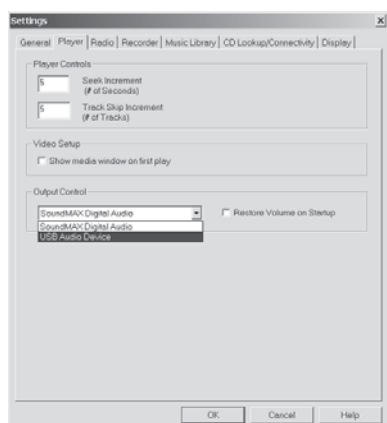 Settings
x
General Player Radio Recorder Music Library CD Lookup/Connectivity Display
Player Controls
5 Seek Increment
(# of Seconds)
5 Track Skip Increment
(# of Tracks)
Video Setup
Show media window on first play
Output Control
SoundMAX Digital Audio Restore Volume on Startup
SoundMAX Digital Audio
USB Audio Device
OK Cancel Help